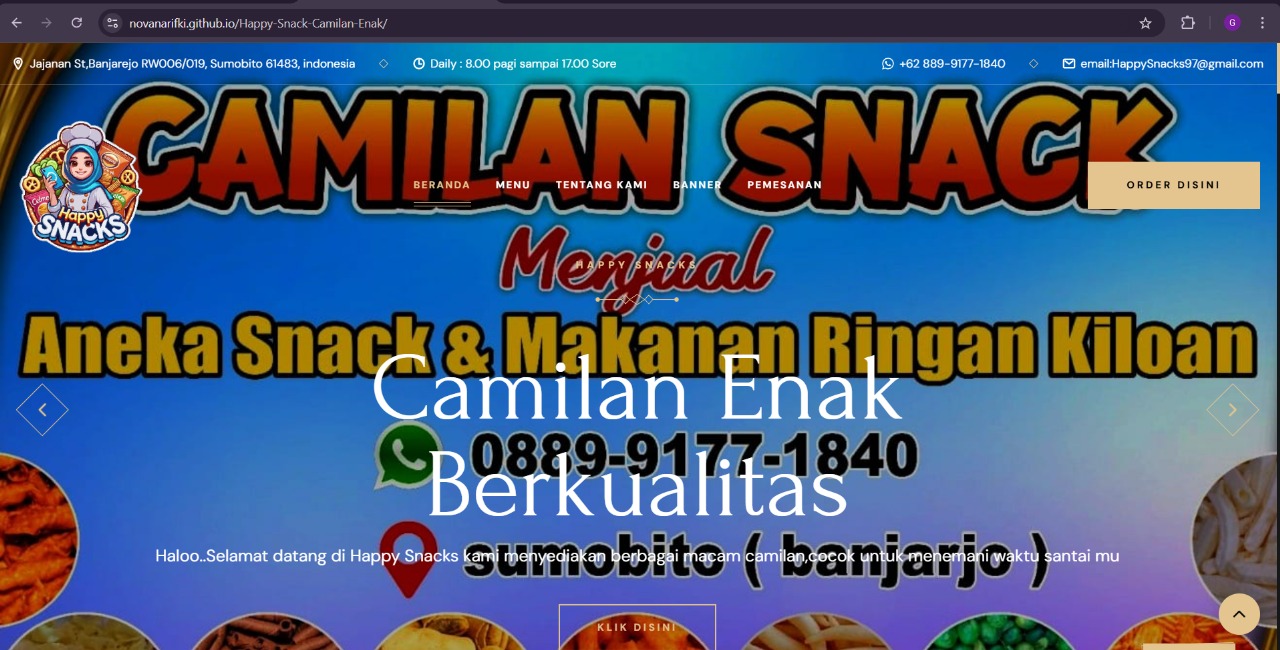 novanarifki.github.io/Happy-Snack-Camilan-Enak/
G
Jajanan St,Banjarejo RW006/019, Sumobito 61483, indonesia
Daily : 8.00 pagi sampai 17.00 Sore
+62 889-9177-1840
email:HappySnacks97@gmail.com
CAMILAN SNACK
Happy
SNACKS
BERANDA
MENU
TENTANG KAMI
BANNER
PEMESANAN
ORDER DISINI
Menjual
HAPPY SNACKS
Aneka Snack & Makanan Ringan Kiloan
Camilan Enak
0889-9177-1840
Berkualitas
Haloo..Selamat datang di Happy Snacks kami menyediakan berbagai macam camilan,cocok untuk menemani waktu santai mu
sumobito ( banjarjo )
KLIK DISINI